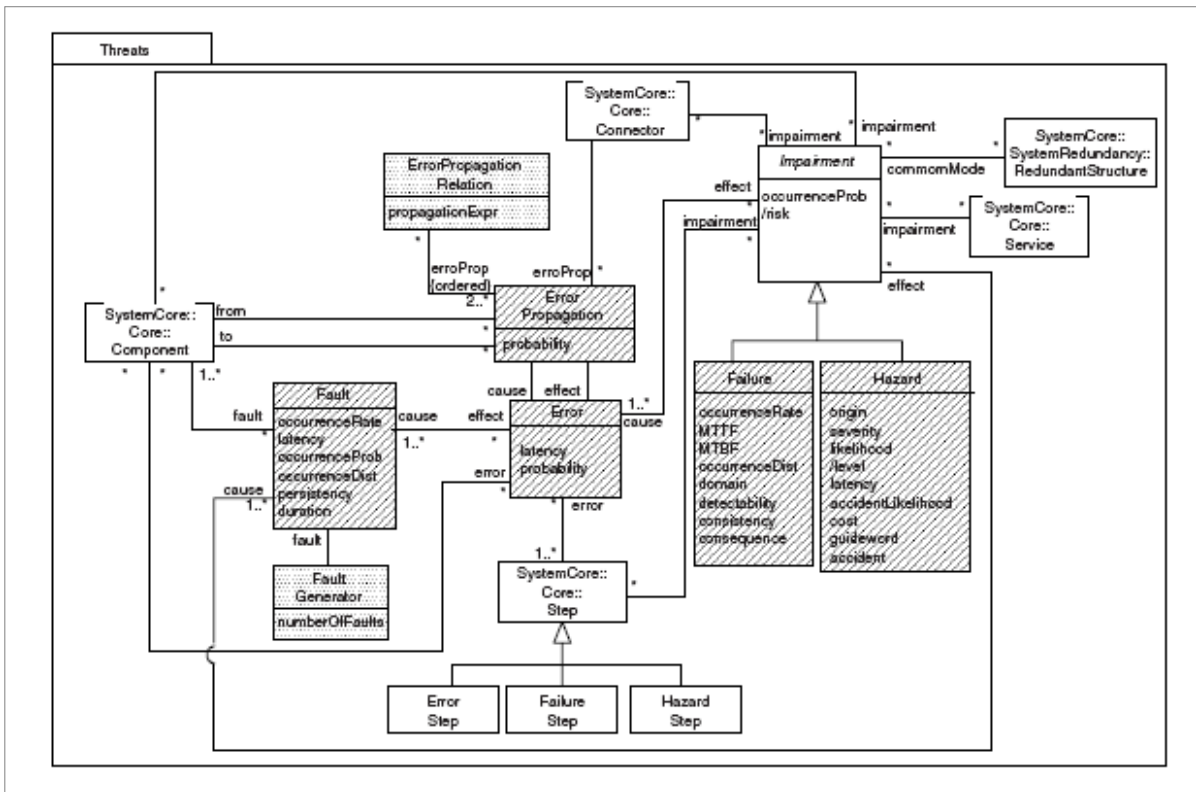 Threats
SystemCore::
Core::
Connector
*
*
impairment
*
impairment
SystemCore::
SystemRedundancy::
RedundantStructure
*
*
commomMode
Impairment
occurrenceProb
/risk
ErrorPropagation
Relation
propagationExpr
*
effect
*
impairment
*
*
*
impairment
SystemCore::
Core::
Service
*
effect
erroProp
{ordered}
2..*
erroProp
*
*
SystemCore::
Core::
Component
from
to
*
*
Error
Propagation
probability
*
*
1..*
cause
effect
Failure
occurrenceRate
MTTF
MTBF
occurrenceDist
domain
detectability
consistency
consequence
Hazard
origin
severity
likelihood
/level
latency
accidentLikelihood
cost
guideword
accident
Fault
occurrenceRate
latency
occurrenceProb
occurrenceDist
persistency
duration
fault
*
cause
1..*
effect
*
Error
latency
probability
1..*
cause
error
*
cause
1..*
*
error
fault
Fault
Generator
numberOfFaults
1..*
SystemCore::
Core::
Step
*
Error
Step
Failure
Step
Hazard
Step